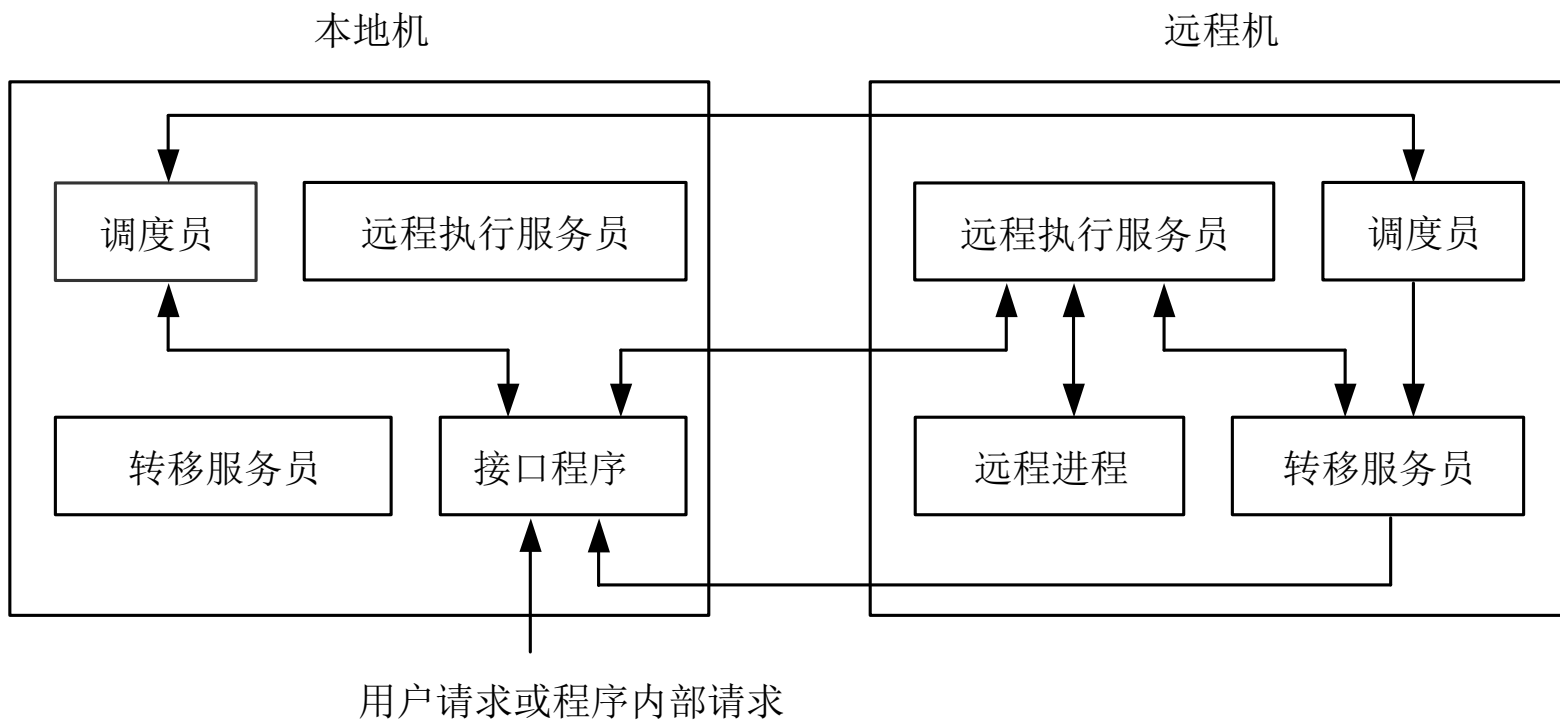 本地机
远程机
调度员
远程执行服务员
远程执行服务员
调度员
转移服务员
接口程序
远程进程
转移服务员
用户请求或程序内部请求